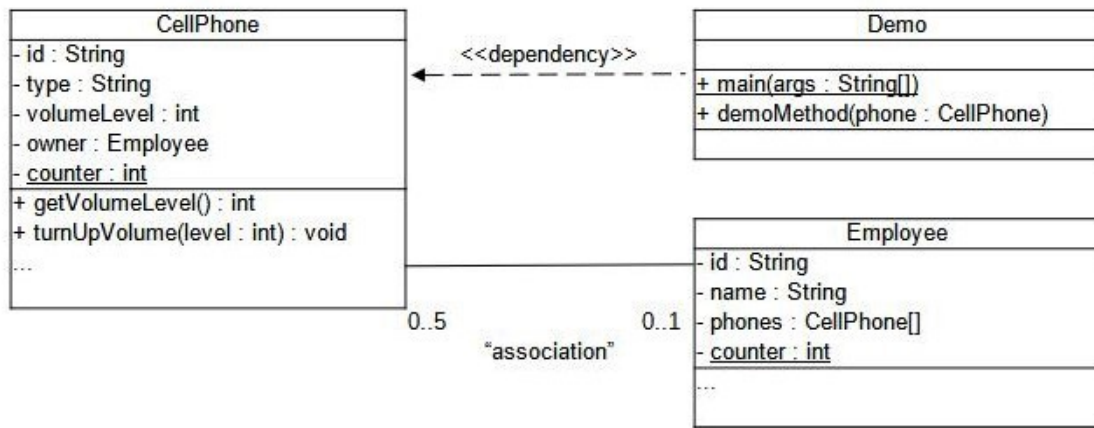 CellPhone
- id : String
- type : String
- volumeLevel : int
- owner : Employee
- counter : int
+ getVolumeLevel() : int
+ turnUpVolume(level : int) : void
...
<<dependency>>
Demo
+ main(args : String[])
+ demoMethod(phone : CellPhone)
0..5
0..1
“association”
Employee
- id : String
- name : String
- phones : CellPhone[]
- counter : int
...